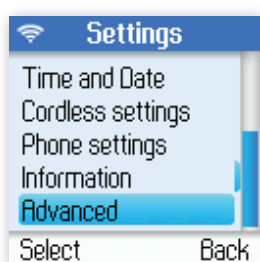 Settings
Time and Date
Cordless settings
Phone settings
Information
Advanced
Select Back